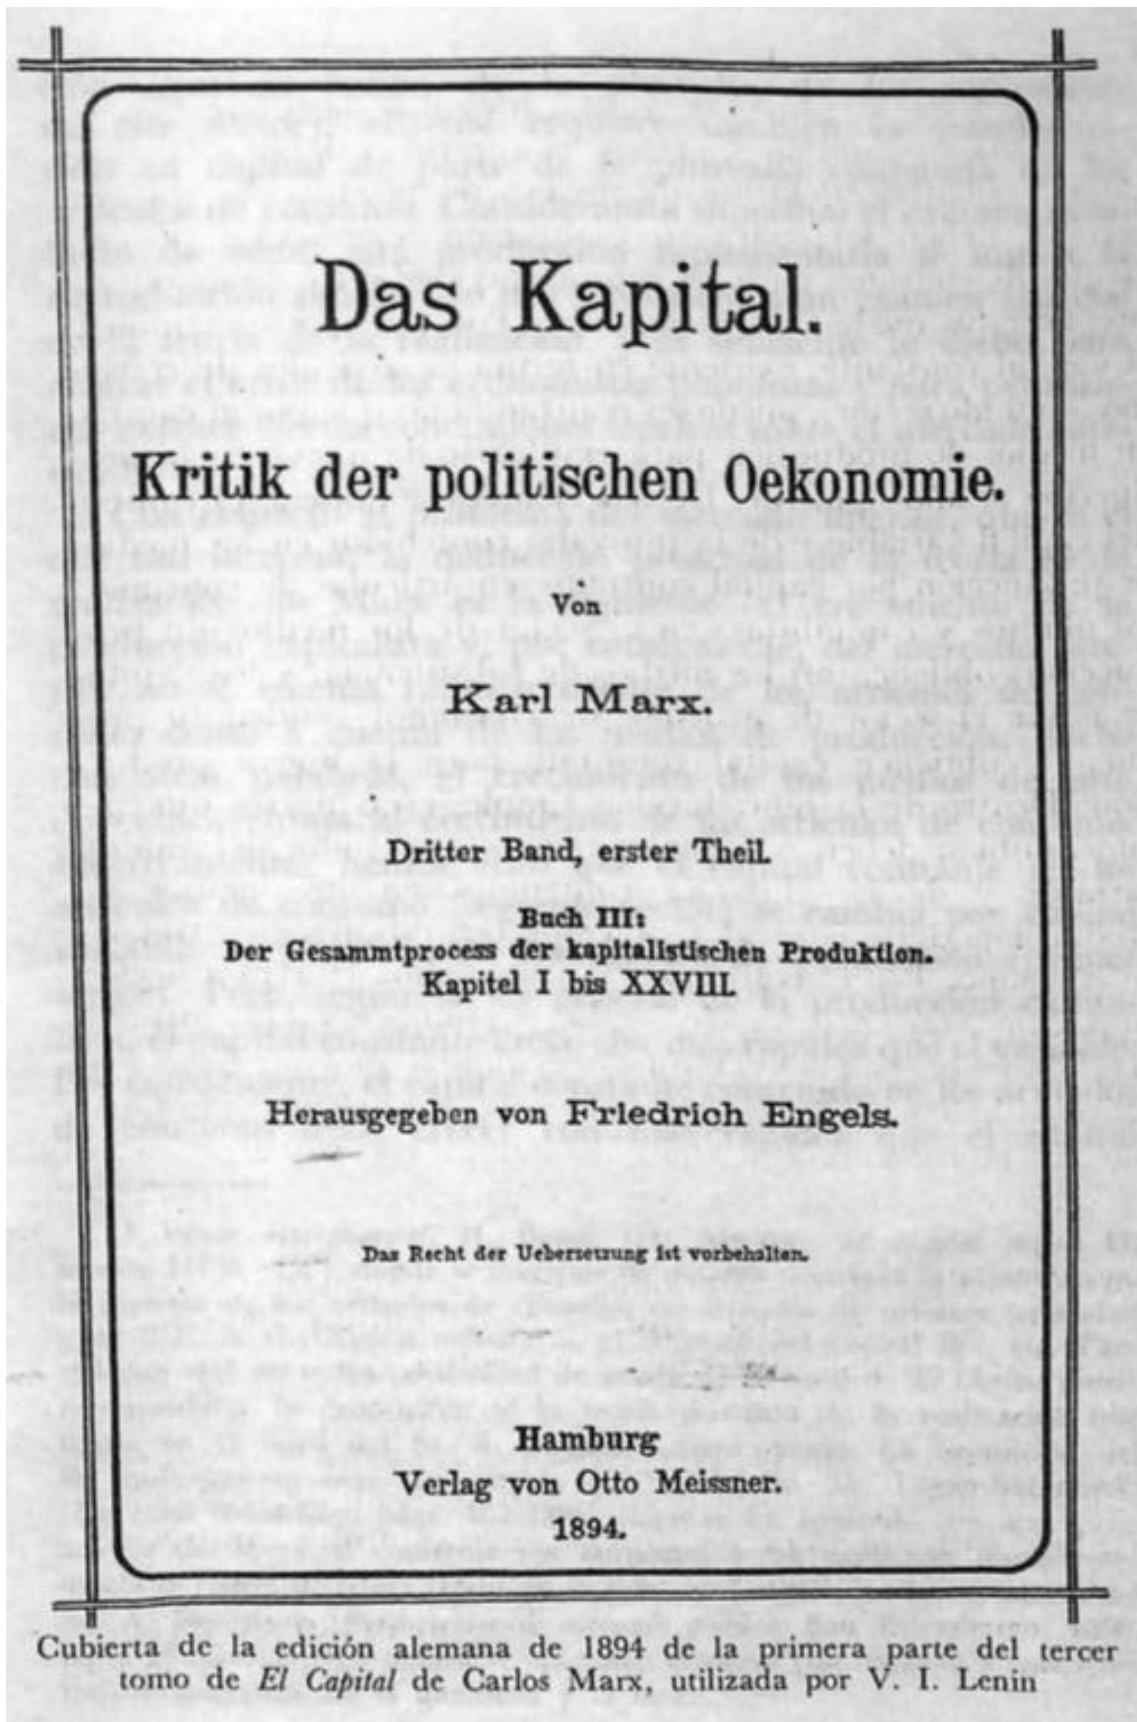 Das Kapital.
Kritik der politischen Oekonomie.
Von
Karl Marx.
Dritter Band, erster Theil.
Buch III:
Der Gesammtprocess der kapitalistischen Produktion.
Kapitel I bis XXVIII.
Herausgegeben von Friedrich Engels.
Das Recht der Uebersetzung ist vorbehalten.
Hamburg
Verlag von Otto Meissner.
1894.
Cubierta de la edición alemana de 1894 de la primera parte del tercer
tomo de El Capital de Carlos Marx, utilizada por V. I. Lenin